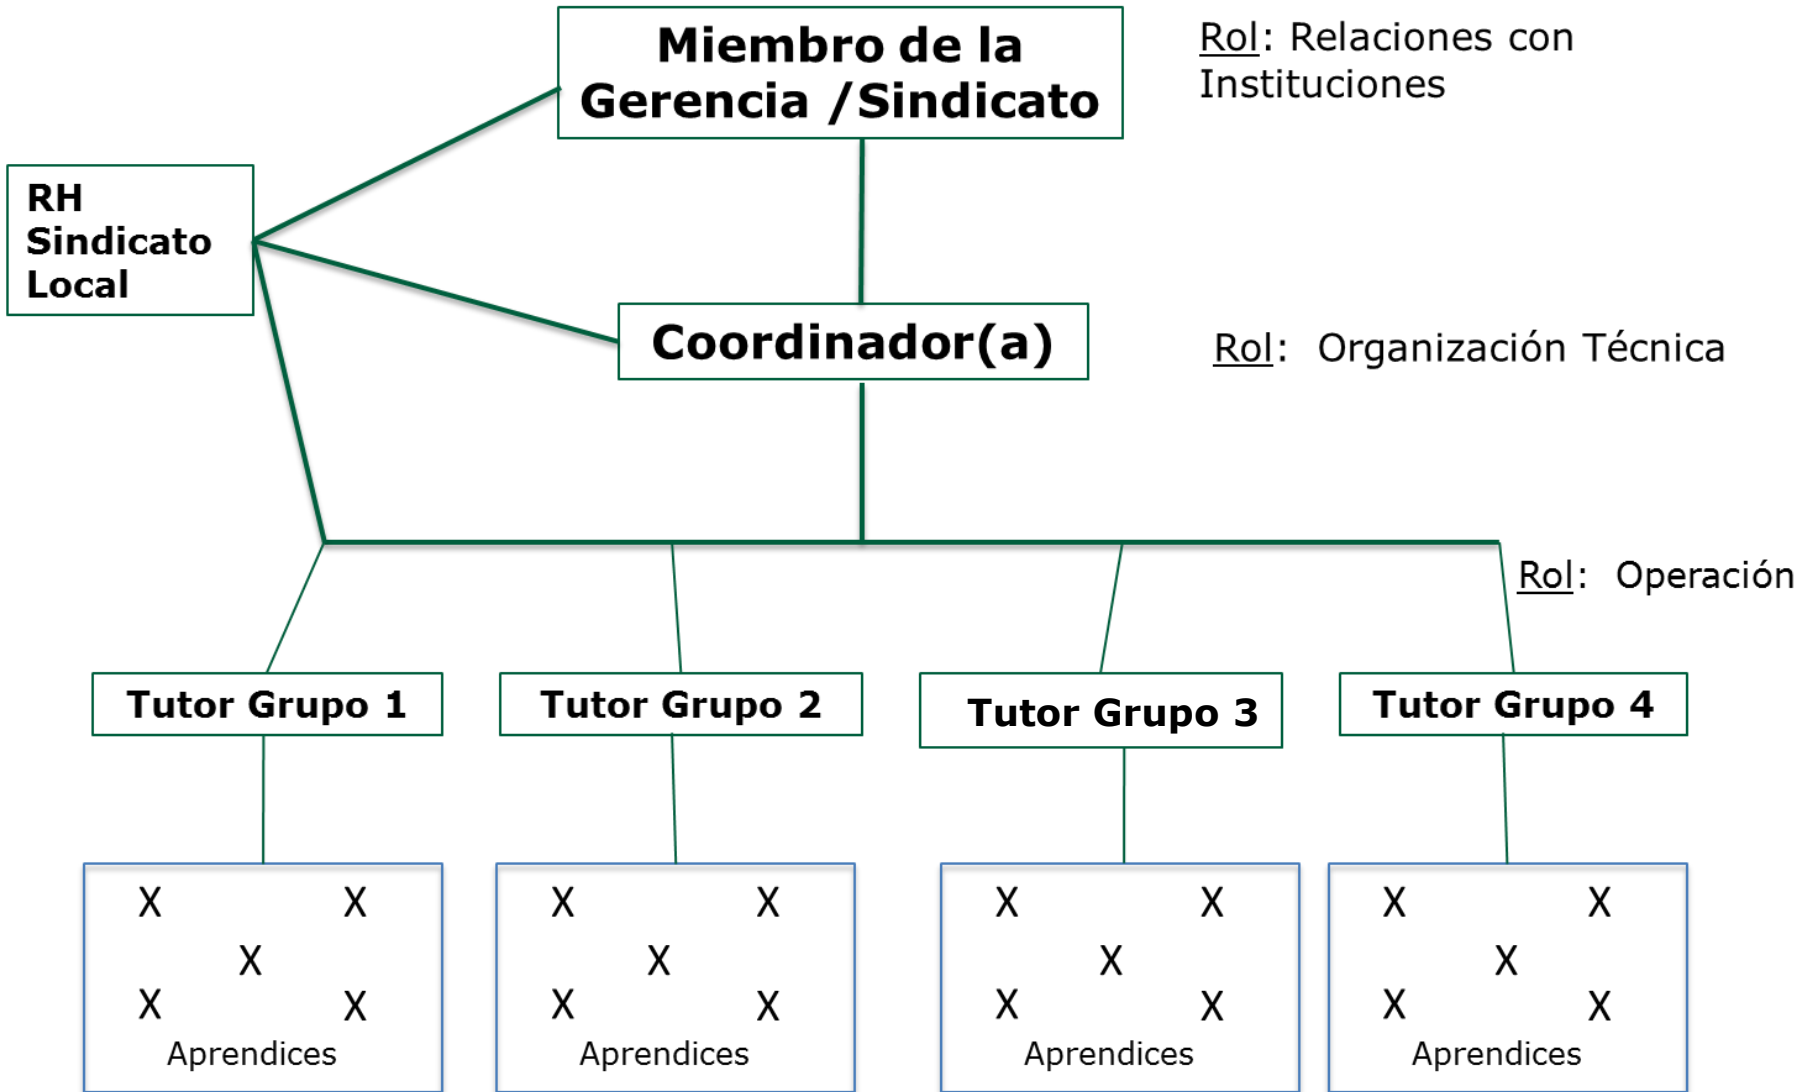 Miembro de la
Gerencia /Sindicato
Rol: Relaciones con
Instituciones
RH
Sindicato
Local
Coordinador(a)
Rol: Organización Técnica
Rol: Operación
Tutor Grupo 1
Tutor Grupo 2
Tutor Grupo 3
Tutor Grupo 4
X X
X
X X
Aprendices
X X
X
X X
Aprendices
X X
X
X X
Aprendices
X X
X
X X
Aprendices